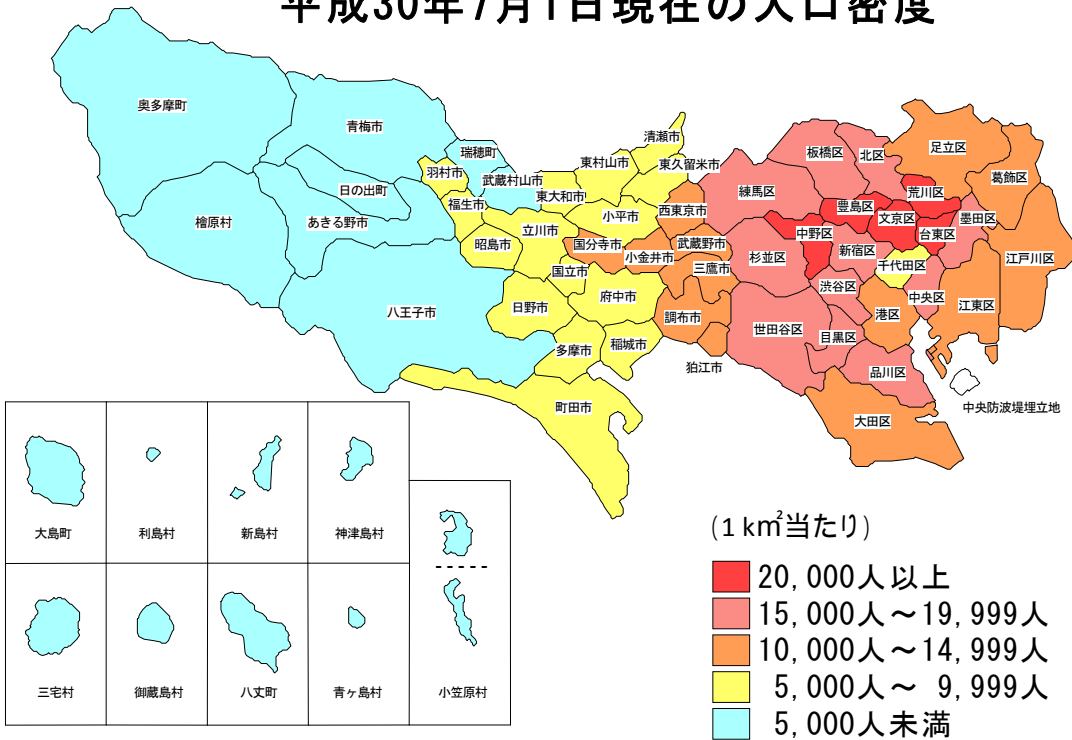 平成30年7月1日現在の人口密度
奥多摩町
青梅市
瑞穂町
清瀬市
東村山市
東久留米市
板橋区
北区
足立区
葛飾区
日の出町
羽村市
武蔵村山市
東大和市
練馬区
荒川区
檜原村
あきる野市
福生市
小平市
西東京市
豊島区
文京区
墨田区
昭島市
立川市
国分寺市
小金井市
武蔵野市
中野区
台東区
杉並区
新宿区
千代田区
江戸川区
国立市
三鷹市
八王子市
日野市
府中市
調布市
渋谷区
中央区
江東区
港区
世田谷区
目黒区
多摩市
稲城市
狛江市
品川区
町田市
大田区
中央防波堤埋立地
大島町
利島村
新島村
神津島村
三宅村
御蔵島村
八丈町
青ヶ島村
小笠原村
(1㎢当たり)
20,000人以上
15,000人～19,999人
10,000人～14,999人
5,000人～ 9,999人
5,000人未満